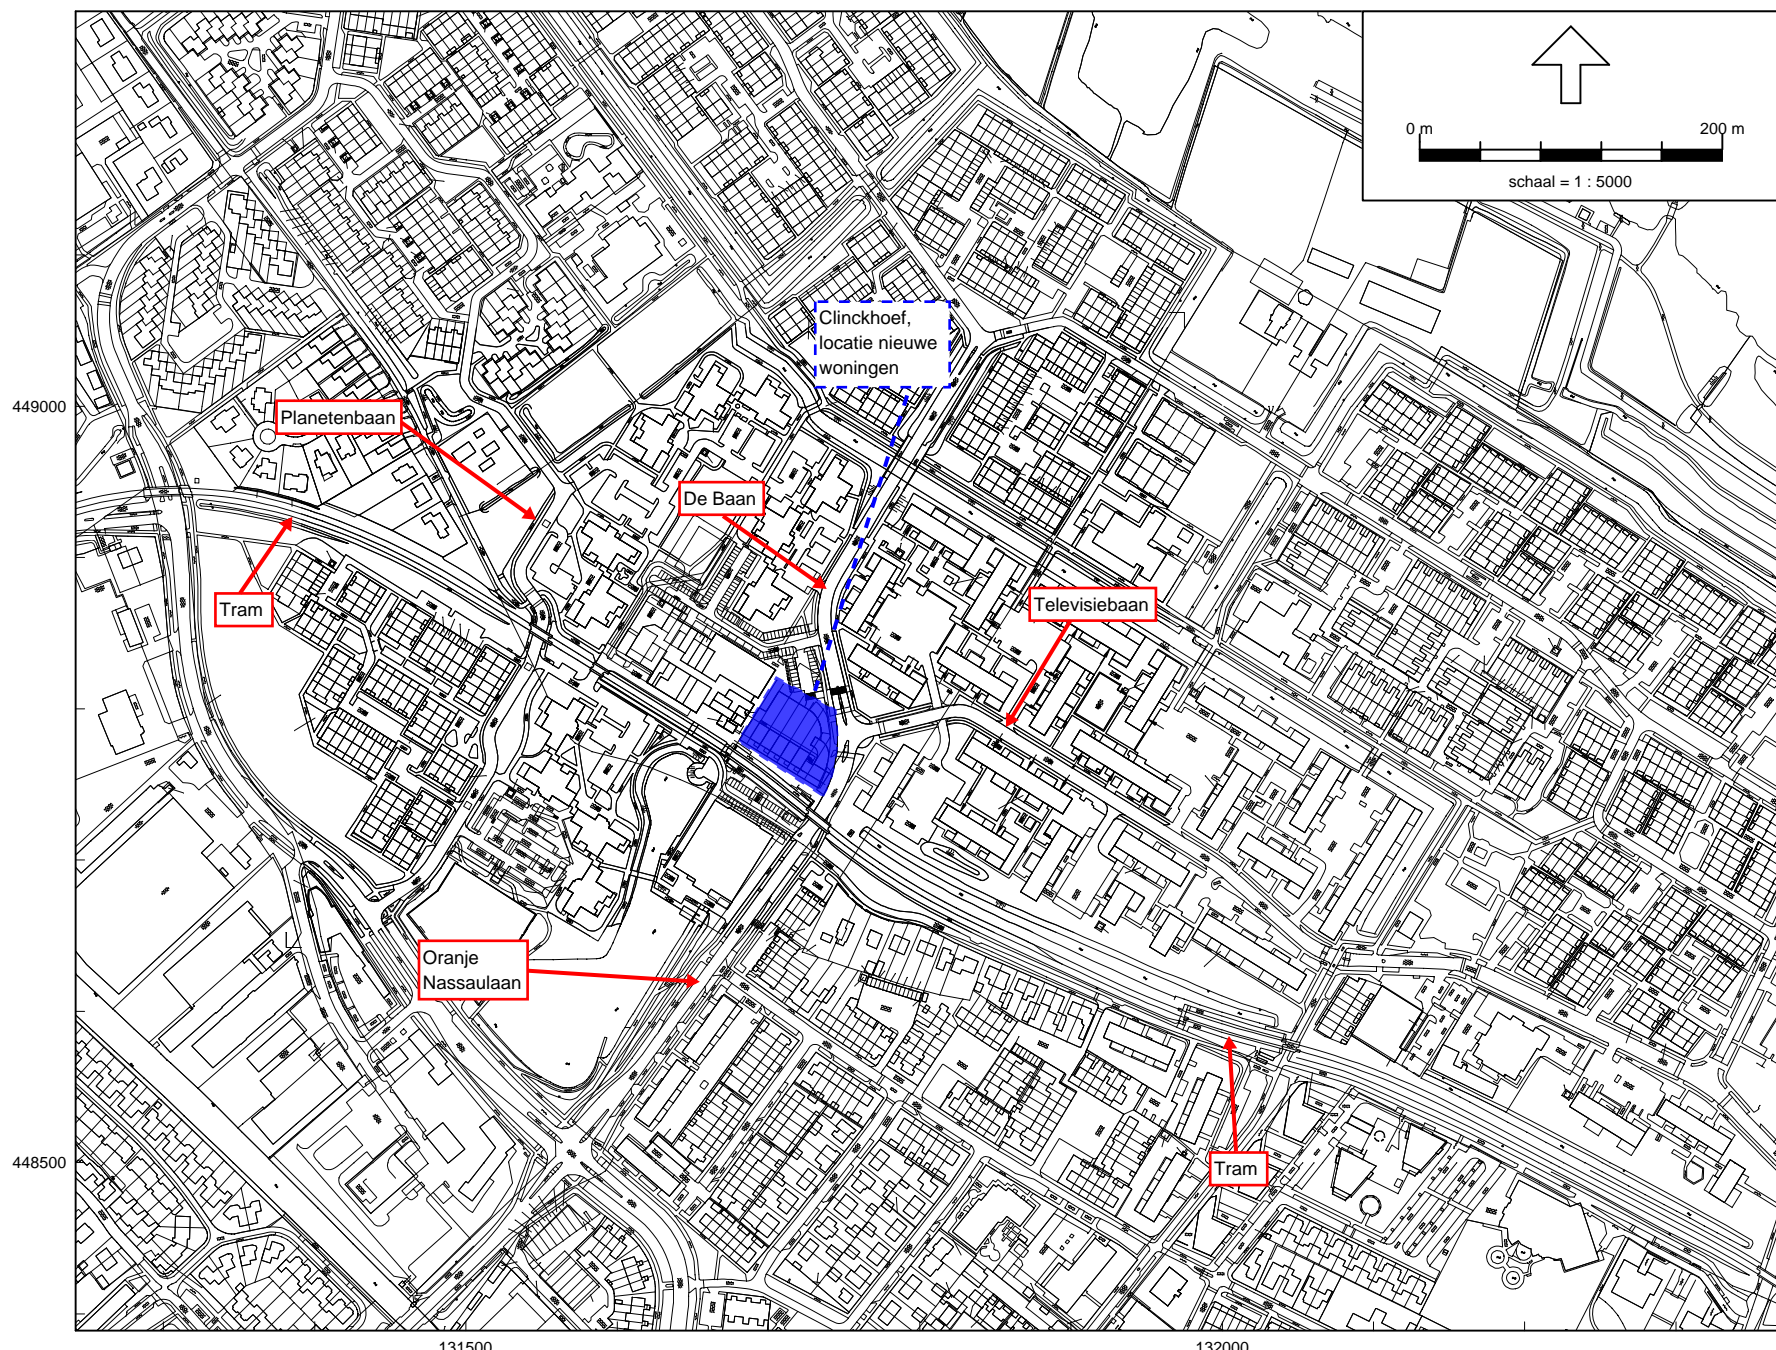 0 m
200 m
schaal = 1 : 5000
Clinckhoef,
locatie nieuwe
woningen
449000
Planetenbaan
De Baan
Tram
Televisiebaan
Oranje
Nassaulaan
448500
Tram
131500
132000